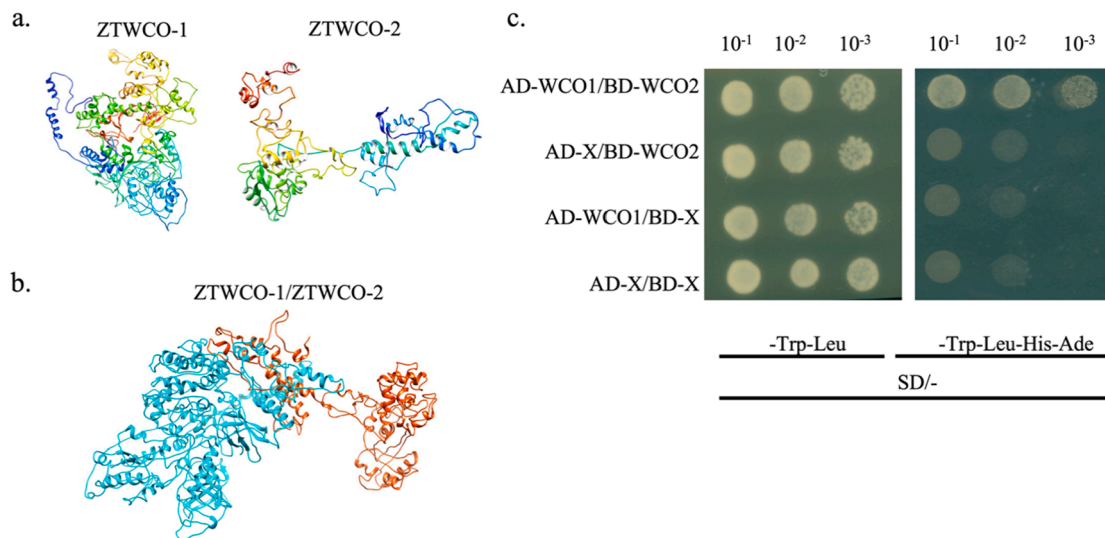 a.
ZTWCO-1 ZTWCO-2
b.
ZTWCO-1/ZTWCO-2
c.
10-1 10-2 10-3 10-1 10-2 10-3
AD-WCO1/BD-WCO2
AD-X/BD-WCO2
AD-WCO1/BD-X
AD-X/BD-X
-Trp-Leu -Trp-Leu-His-Ade
SD/-